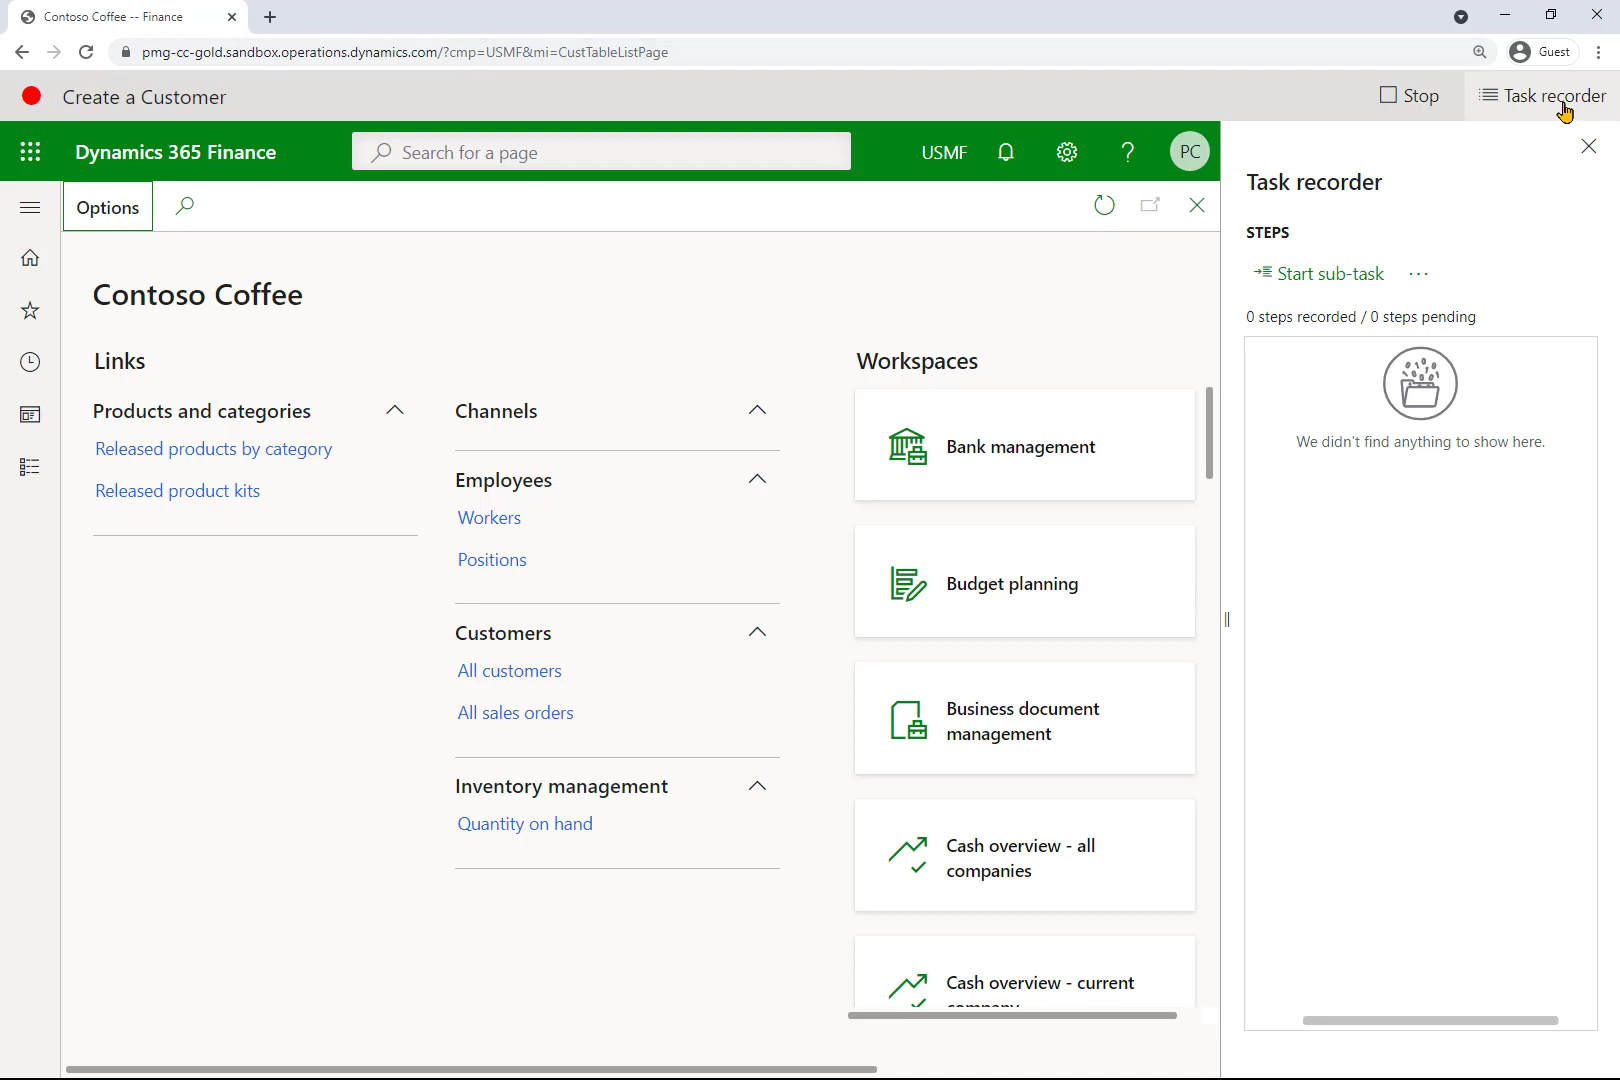 Contoso Coffee -- Finance
pmg-cc-gold.sandbox.operations.dynamics.com/?cmp=USMF&mi=CustTableListPage
Guest
Create a Customer
Stop
Task recorder
Dynamics 365 Finance
Search for a page
USMF
PC
Options
Contoso Coffee
Links
Products and categories
Released products by category
Released product kits
Channels
Employees
Workers
Positions
Customers
All customers
All sales orders
Inventory management
Quantity on hand
Workspaces
Bank management
Budget planning
Business document
management
Cash overview - all
companies
Cash overview - current
company
Task recorder
STEPS
Start sub-task
0 steps recorded / 0 steps pending
We didn't find anything to show here.